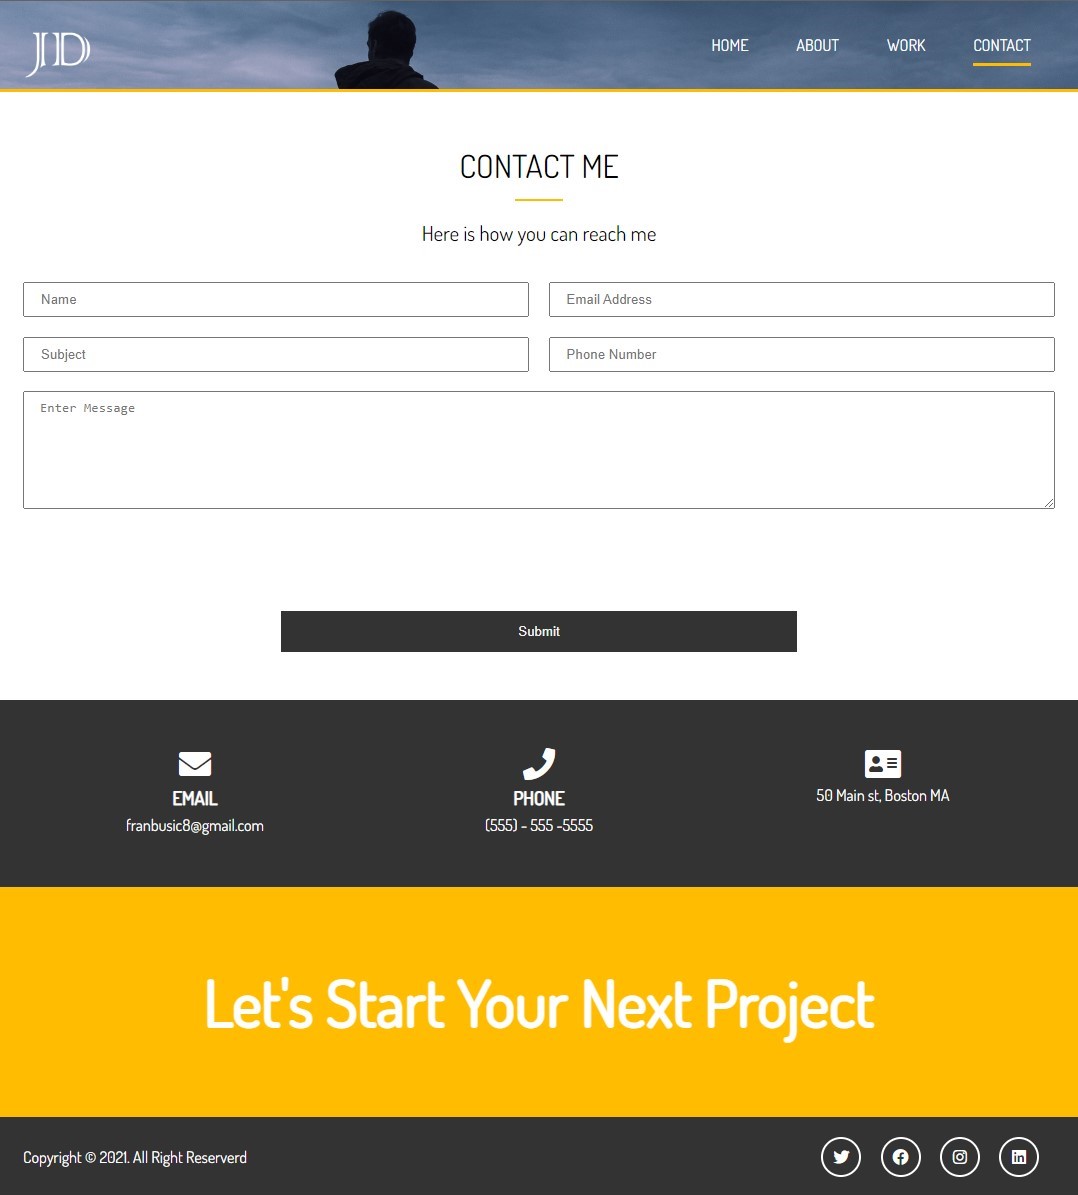 JD
HOME ABOUT WORK CONTACT
CONTACT ME
Here is how you can reach me
Name
Email Address
Subject
Phone Number
Enter Message
Submit
EMAIL
franbusic8@gmail.com
PHONE
(555) - 555 -5555
50 Main st, Boston MA
Let's Start Your Next Project
Copyright © 2021. All Right Reserverd